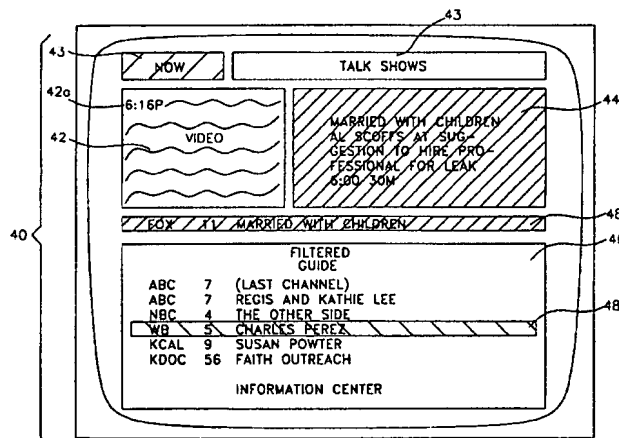 43
43
NOW
TALK SHOWS
42a
6:16P
44
42
VIDEO
MARRIED WITH CHILDREN
AL SCOFFS AT SUG-
GESTION TO HIRE PRO-
FESSIONAL FOR LEAK
6:00 30M
FOX 11 MARRIED WITH CHILDREN
48
40
46
FILTERED
GUIDE
ABC 7 (LAST CHANNEL)
ABC 7 REGIS AND KATHIE LEE
NBC 4 THE OTHER SIDE
WB 5 CHARLES PEREZ
48
KCAL 9 SUSAN POWTER
KDOC 56 FAITH OUTREACH
INFORMATION CENTER